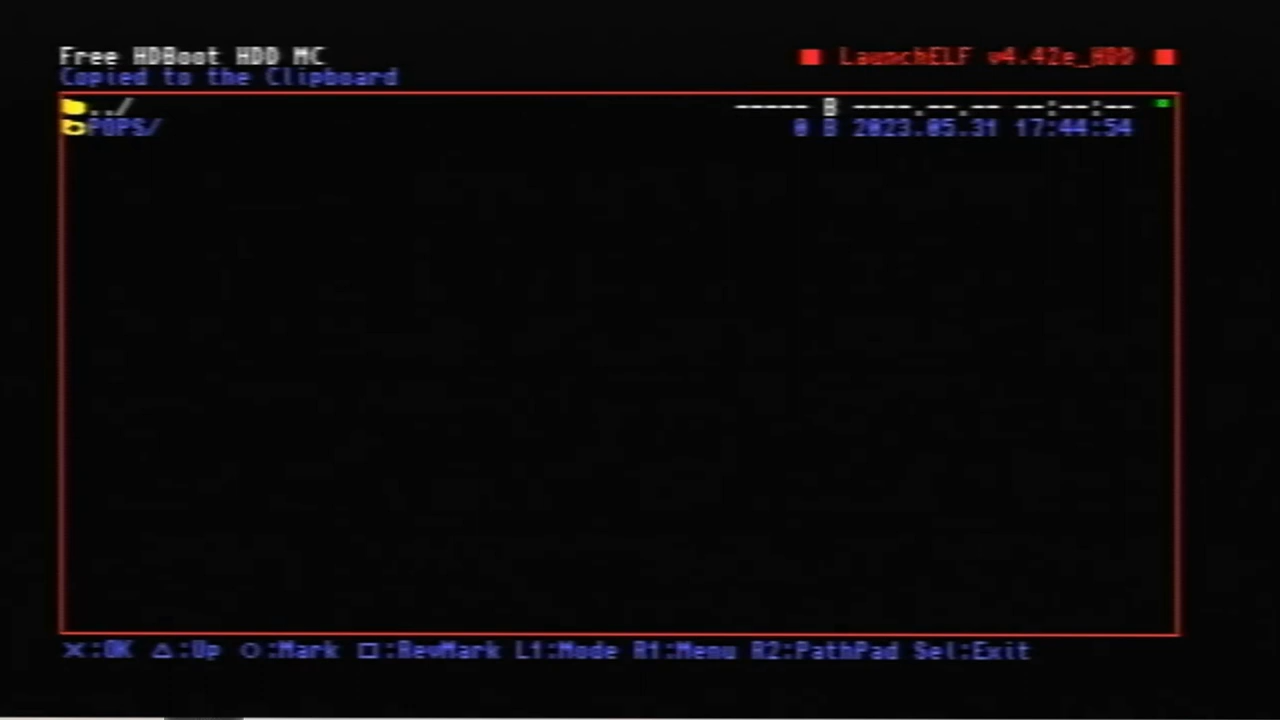 Free HDBoot HDD MC
LaunchELF v4.42e_HDD
Copied to the Clipboard
../ ----- B ----.--.-- --:--:--
POPS/ 0 B 2023.05.31 17:44:54
×:OK △:Up ○:Mark □:RevMark L1:Mode R1:Menu R2:PathPad Sel:Exit